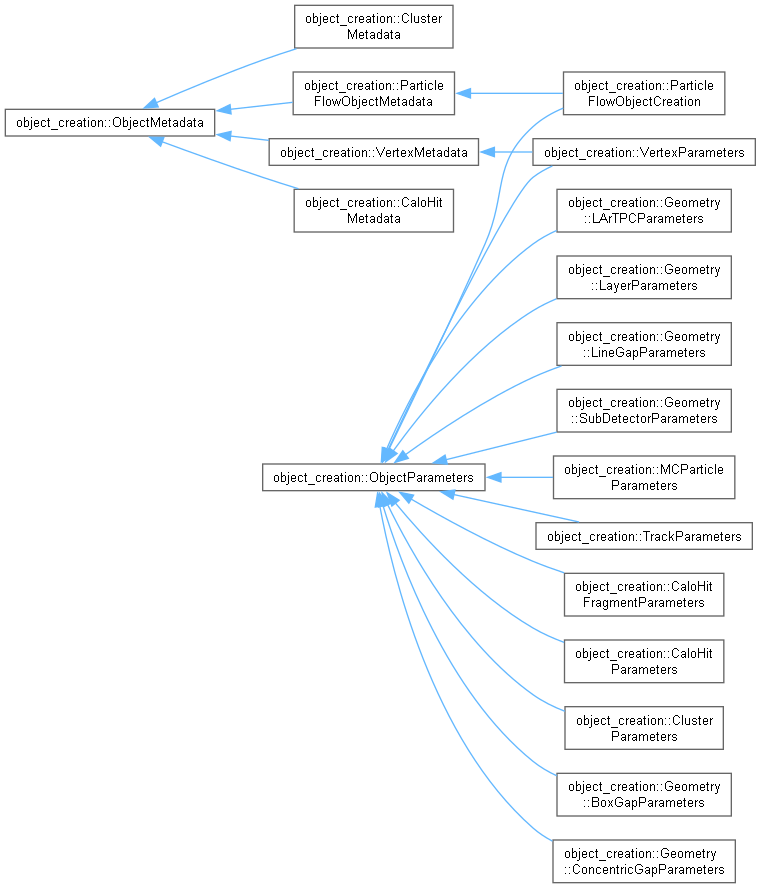 object_creation::Cluster
Metadata
object_creation::Particle
FlowObjectMetadata
object_creation::Particle
FlowObjectCreation
object_creation::ObjectMetadata
object_creation::VertexMetadata
object_creation::VertexParameters
object_creation::CaloHit
Metadata
object_creation::Geometry
::LArTPCParameters
object_creation::Geometry
::LayerParameters
object_creation::Geometry
::LineGapParameters
object_creation::Geometry
::SubDetectorParameters
object_creation::ObjectParameters
object_creation::MCParticle
Parameters
object_creation::TrackParameters
object_creation::CaloHit
FragmentParameters
object_creation::CaloHit
Parameters
object_creation::Cluster
Parameters
object_creation::Geometry
::BoxGapParameters
object_creation::Geometry
::ConcentricGapParameters